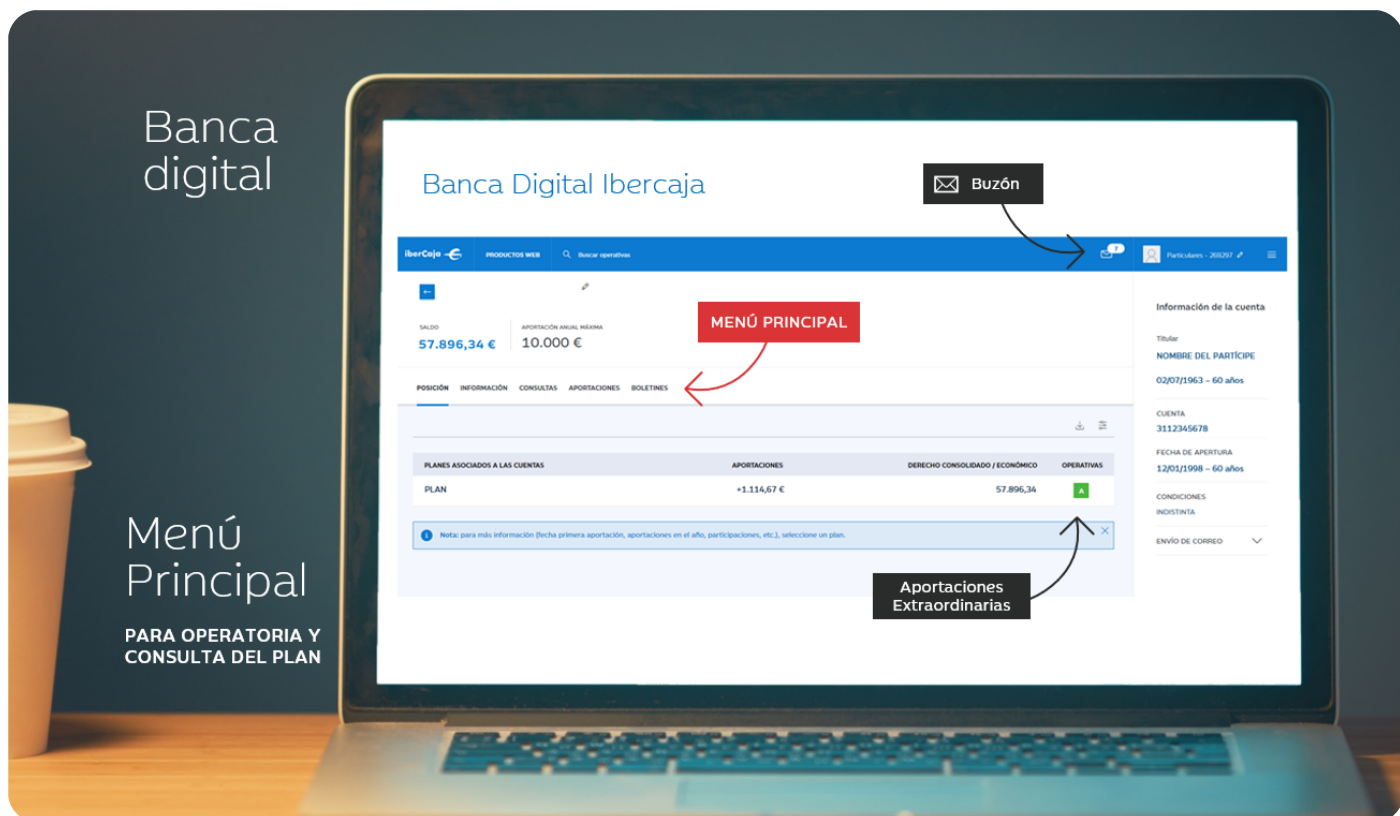 Banca
digital
Menú
Principal
PARA OPERATORIA Y
CONSULTA DEL PLAN
Banca Digital Ibercaja
Buzón
iberCaja
PRODUCTOS WEB
Buscar operativas
7
Particulares - 269297
SALDO
57.896,34 €
APORTACIÓN ANUAL MÁXIMA
10.000 €
MENÚ PRINCIPAL
POSICIÓN INFORMACIÓN CONSULTAS APORTACIONES BOLETINES
PLANES ASOCIADOS A LAS CUENTAS APORTACIONES DERECHO CONSOLIDADO / ECONÓMICO OPERATIVAS
PLAN +1.114,67 € 57.896,34 A
Nota: para más información (fecha primera aportación, aportaciones en el año, participaciones, etc.), seleccione un plan.
Aportaciones
Extraordinarias
Información de la cuenta
Titular
NOMBRE DEL PARTÍCIPE
02/07/1963 – 60 años
CUENTA
3112345678
FECHA DE APERTURA
12/01/1998 – 60 años
CONDICIONES
INDISTINTA
ENVÍO DE CORREO